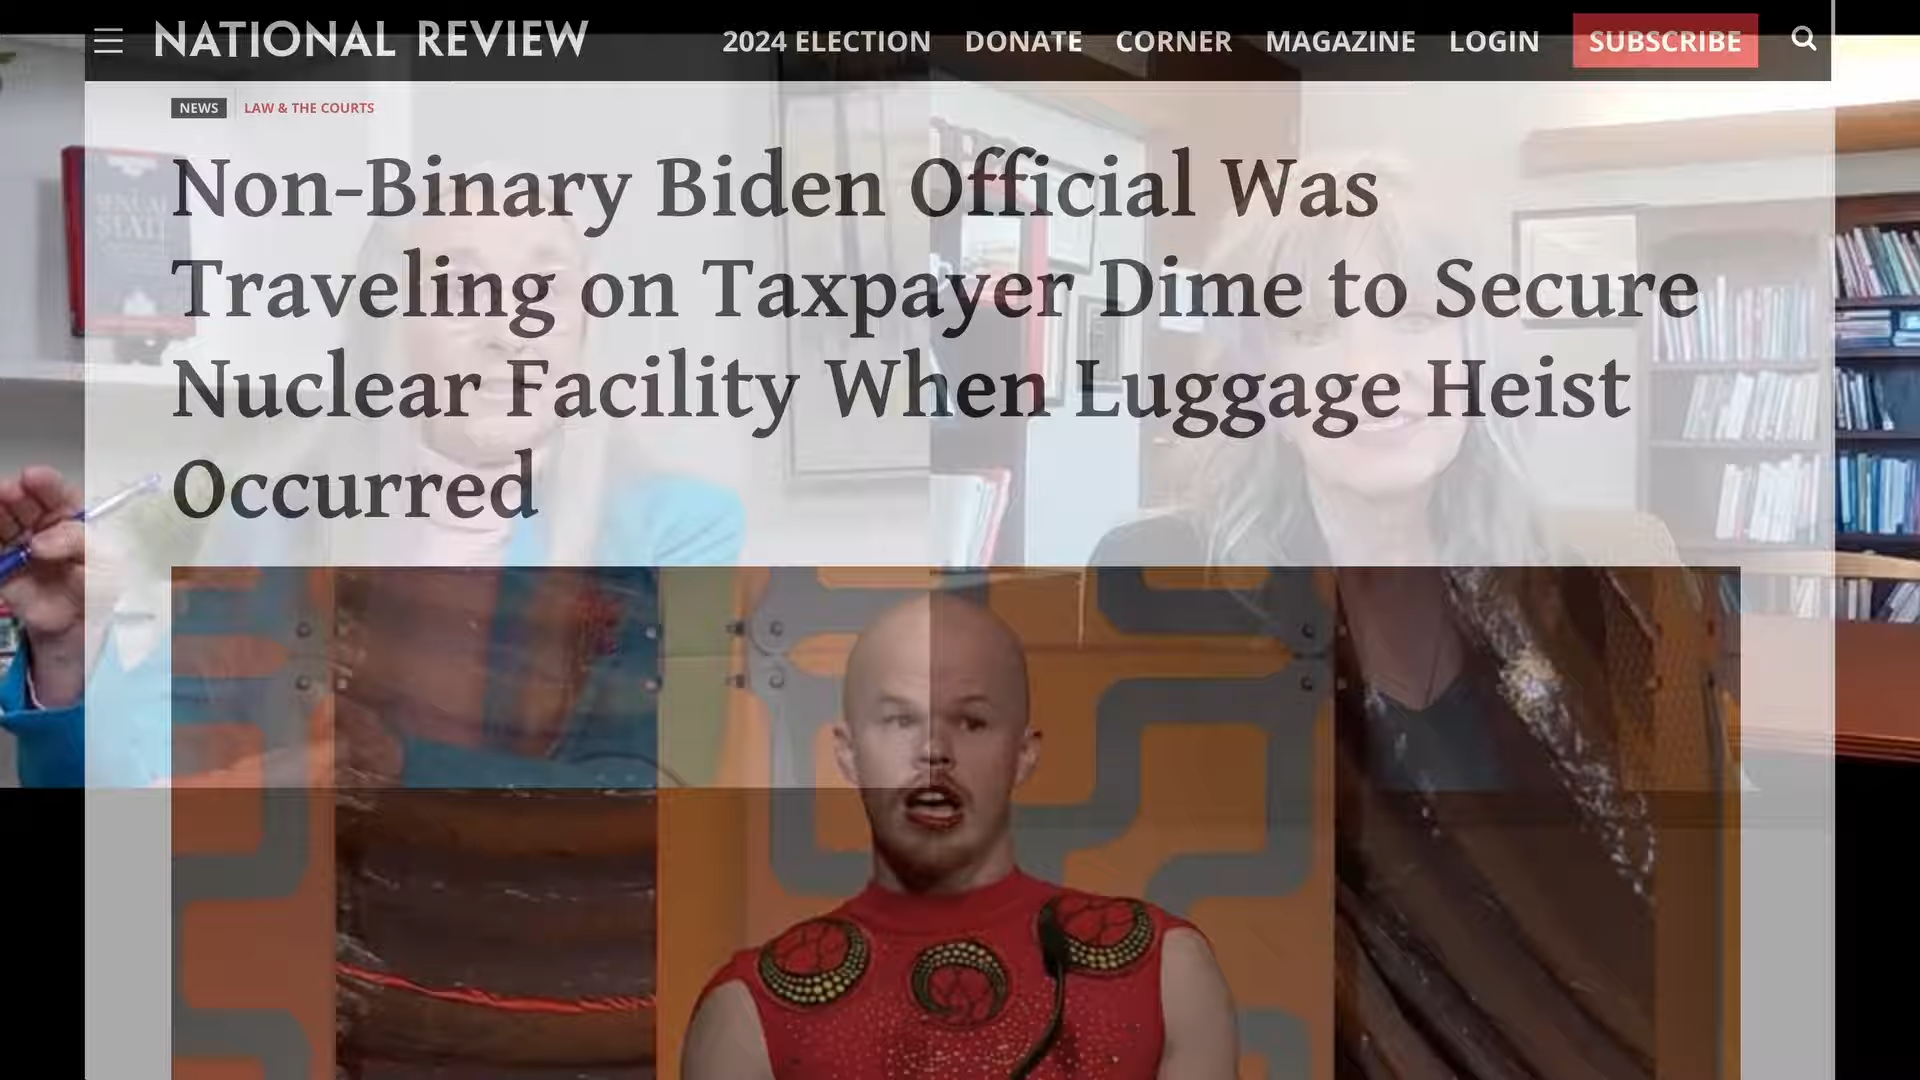 NATIONAL REVIEW
2024 ELECTION DONATE CORNER MAGAZINE LOGIN SUBSCRIBE
NEWS LAW & THE COURTS
Non-Binary Biden Official Was
Traveling on Taxpayer Dime to Secure
Nuclear Facility When Luggage Heist
Occurred